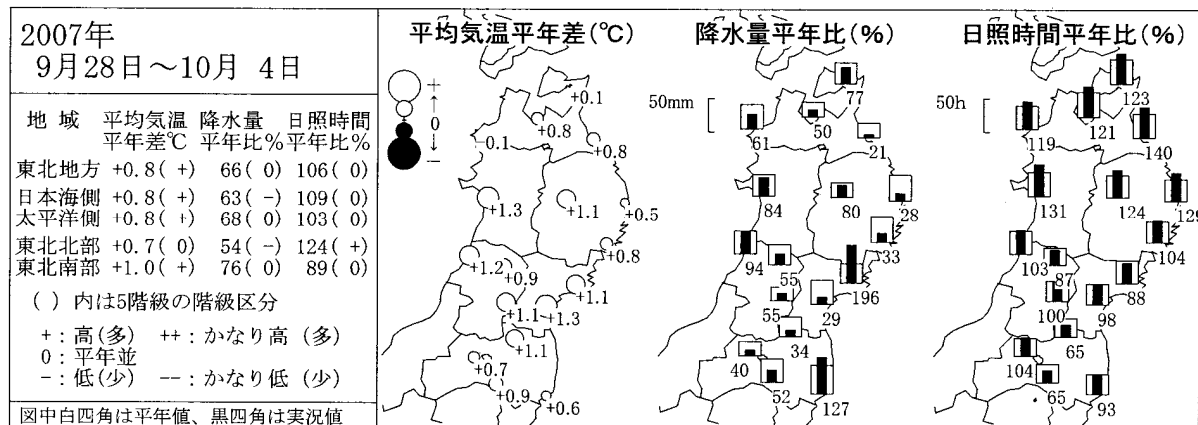 2007年
9月28日～10月 4日
地 域 平均気温 降水量 日照時間
平年差℃ 平年比% 平年比%
東北地方 +0.8( +) 66( 0) 106( 0)
日本海側 +0.8( +) 63( -) 109( 0)
太平洋側 +0.8( +) 68( 0) 103( 0)
東北北部 +0.7( 0) 54( -) 124( +)
東北南部 +1.0( +) 76( 0) 89( 0)
( ) 内は5階級の階級区分
+ : 高(多) ++ : かなり高 (多)
0 : 平年並
- : 低(少) -- : かなり低 (少)
図中白四角は平年値、黒四角は実況値
平均気温平年差(℃)
+
↑
0
↓
-
+0.1
+0.8
-0.1
+0.8
+1.3
+1.1
+0.5
+0.8
+1.2
+0.9
+1.1
+1.1
+1.3
+1.1
+0.7
+0.9
+0.6
降水量平年比(%)
50mm
77
50
61
21
84
80
28
33
94
55
196
55
29
34
40
52
127
日照時間平年比(%)
50h
123
121
119
140
131
124
129
104
103
87
88
100
98
65
104
65
93